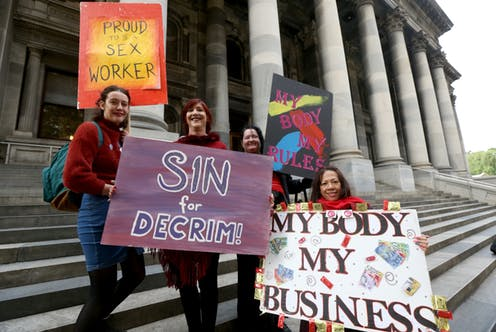 PROUD
to BE a
SEX
WORKER
MY
BODY MY
RULES
SIN
for
DECRIM!
MY BODY
MY
BUSINESS